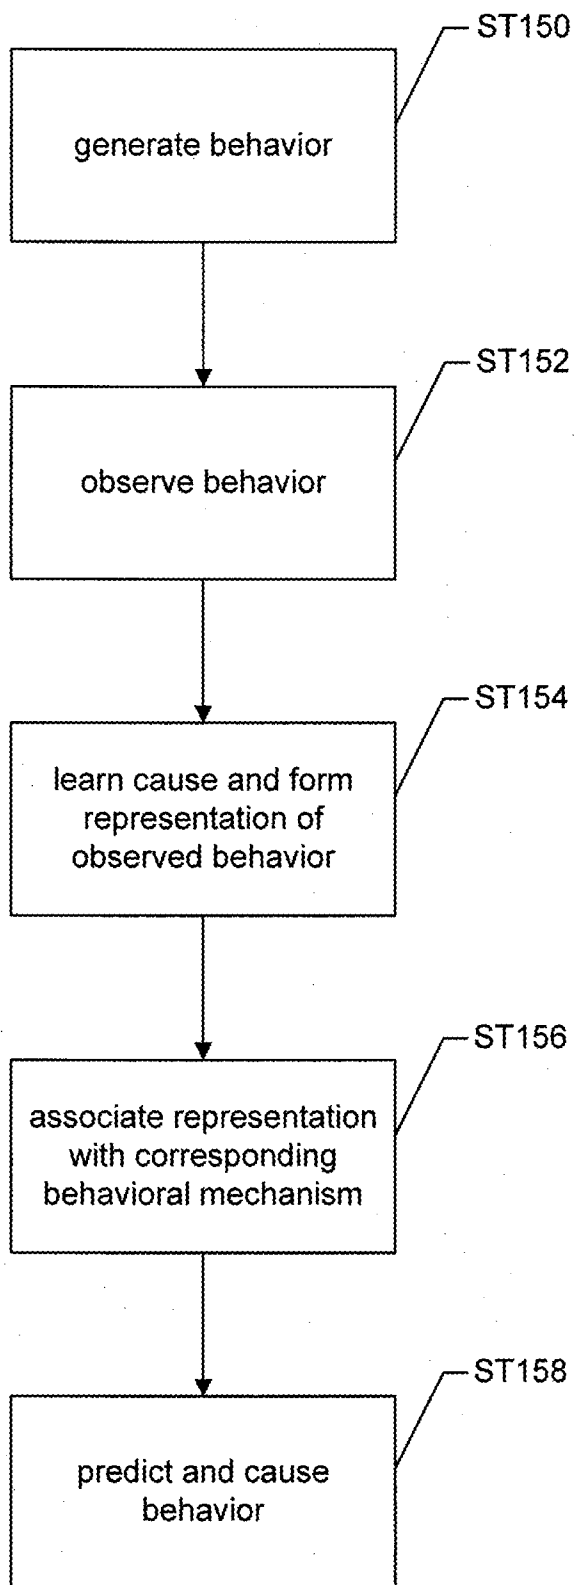 ST150
generate behavior
ST152
observe behavior
ST154
learn cause and form
representation of
observed behavior
ST156
associate representation
with corresponding
behavioral mechanism
ST158
predict and cause
behavior